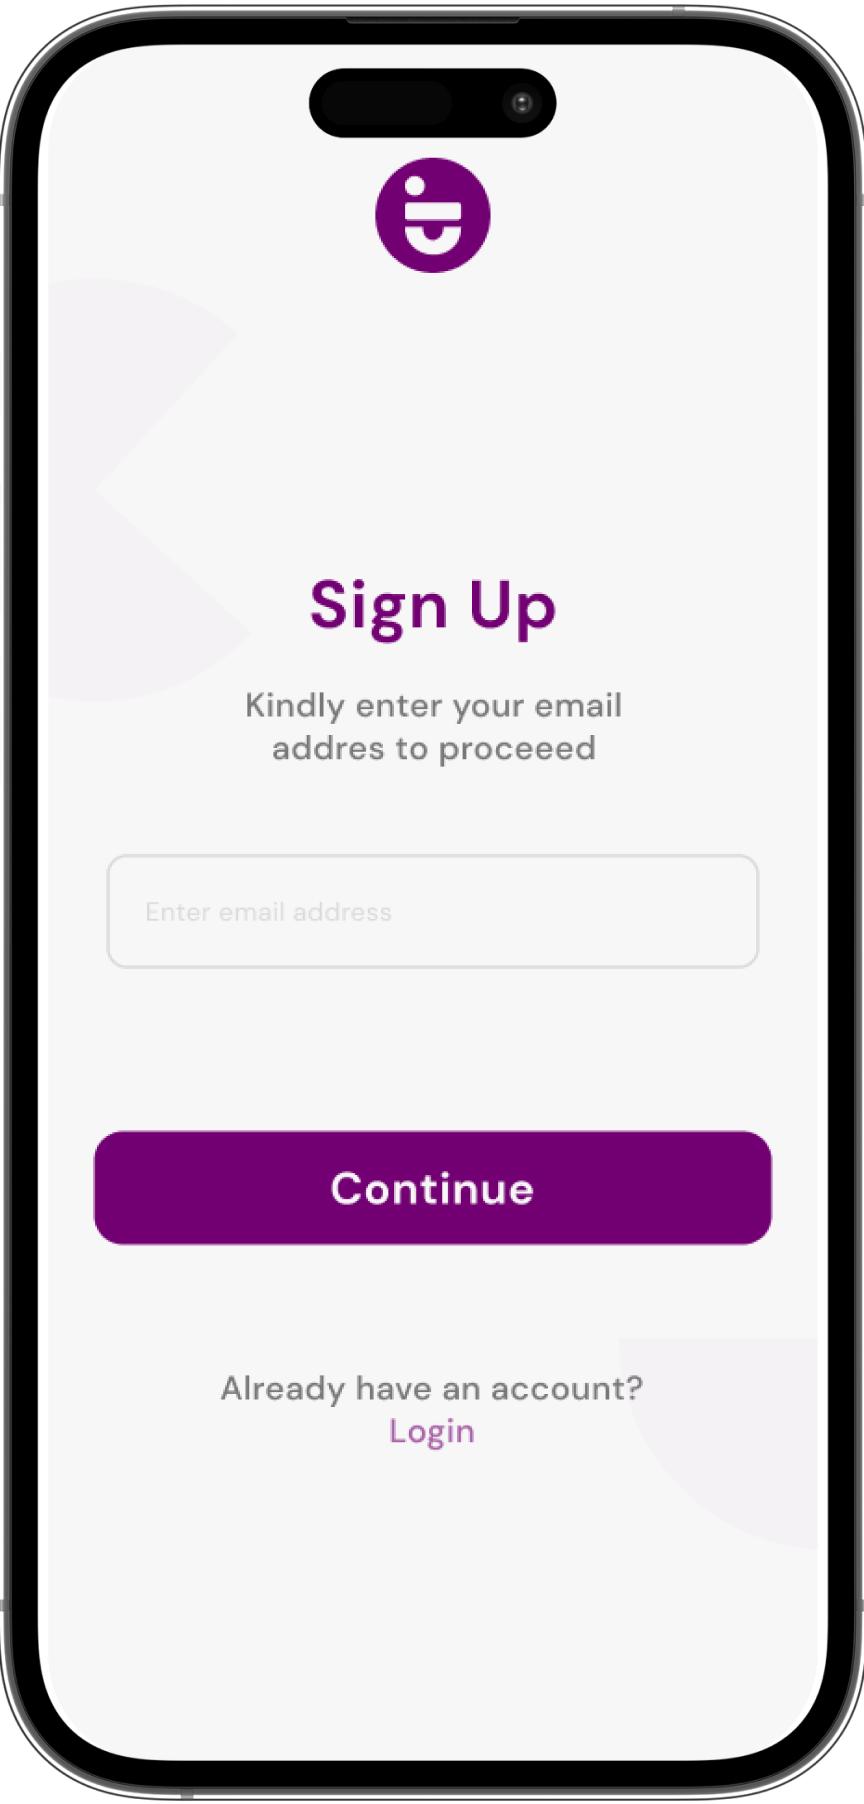 Sign Up
Kindly enter your email
addres to proceeed
Enter email address
Continue
Already have an account?
Login